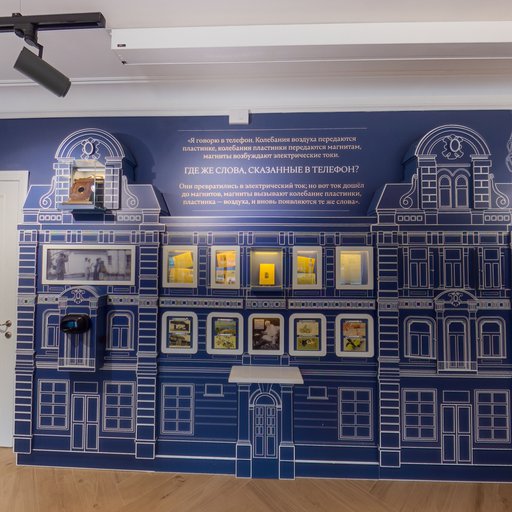 «Я говорю в телефон. Колебания воздуха передаются
пластинке, колебания пластинки передаются магнитам,
магниты возбуждают электрические токи.
ГДЕ ЖЕ СЛОВА, СКАЗАННЫЕ В ТЕЛЕФОН?
Они превратились в электрический ток; но вот ток дошёл
до магнитов, магниты вызывают колебание пластинки,
пластинка – воздуха, и вновь появляются те же слова».